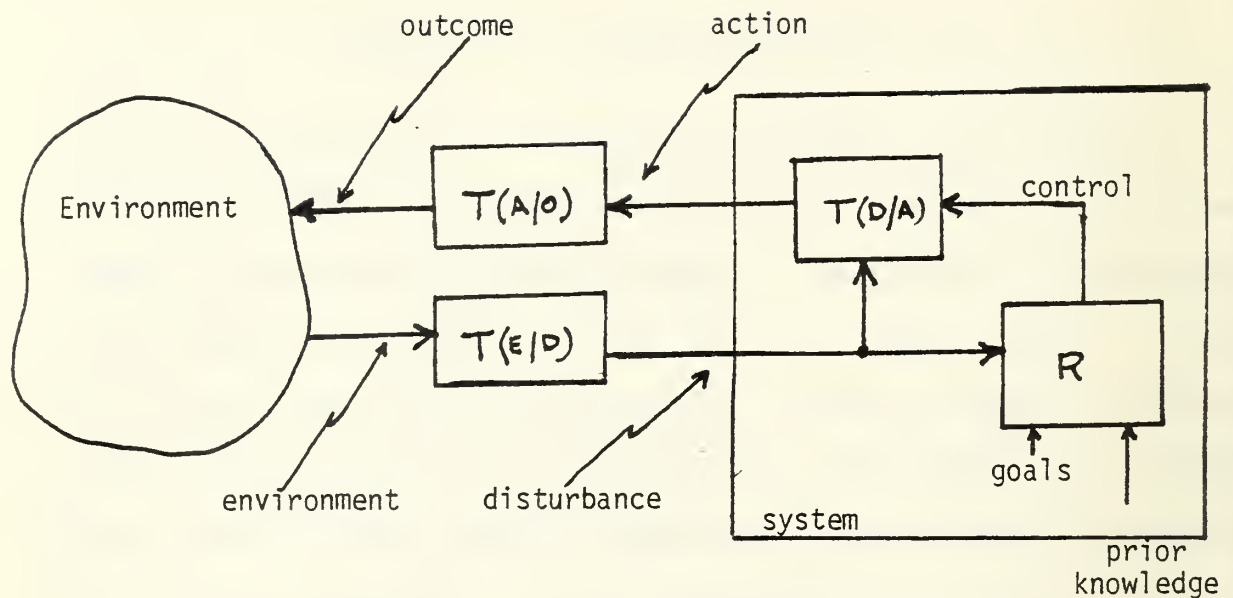 outcome
action
Environment
T(A/O)
T(D/A)
control
T(E/D)
R
goals
environment
disturbance
system
prior
knowledge